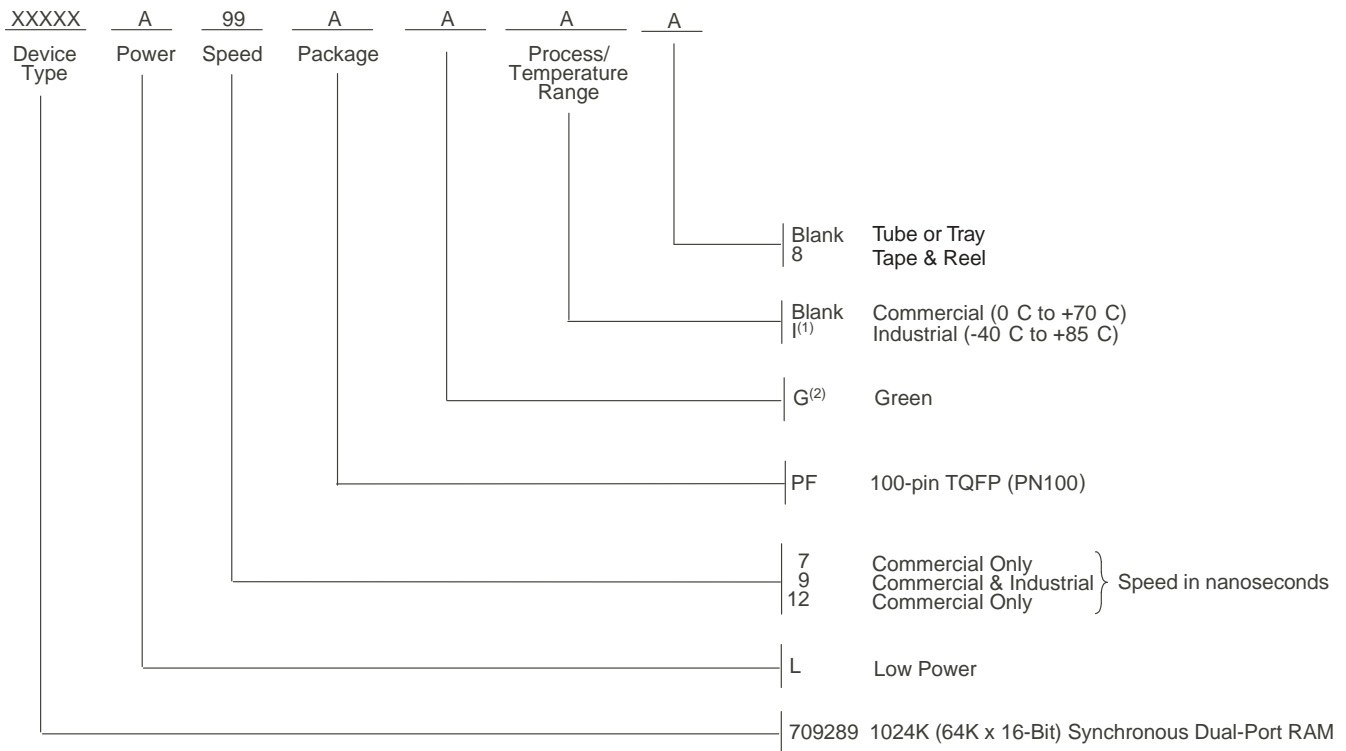 XXXXX A 99 A A A A
Device Type Power Speed Package Process/ Temperature Range
Blank Tube or Tray
8 Tape & Reel
Blank Commercial (0 C to +70 C)
I(1) Industrial (-40 C to +85 C)
G(2) Green
PF 100-pin TQFP (PN100)
7 Commercial Only
9 Commercial & Industrial Speed in nanoseconds
12 Commercial Only
L Low Power
709289 1024K (64K x 16-Bit) Synchronous Dual-Port RAM